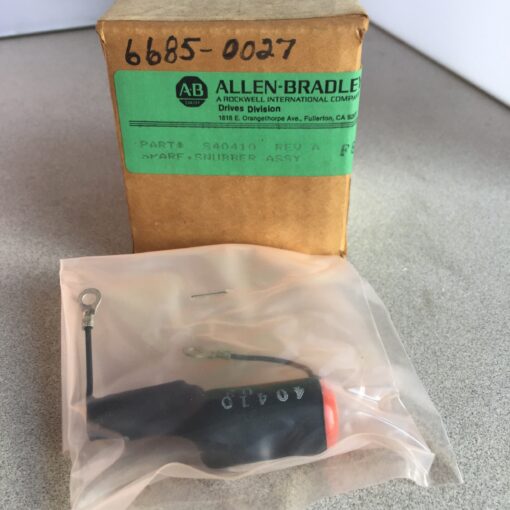 6685-0027
AB
ALLEN-BRADLEY
A ROCKWELL INTERNATIONAL COMPANY
Drives Division
1818 E. Orangethorpe Ave., Fullerton, CA
PART# S40410 REV A
SPARE, SNUBBER ASSY
40410